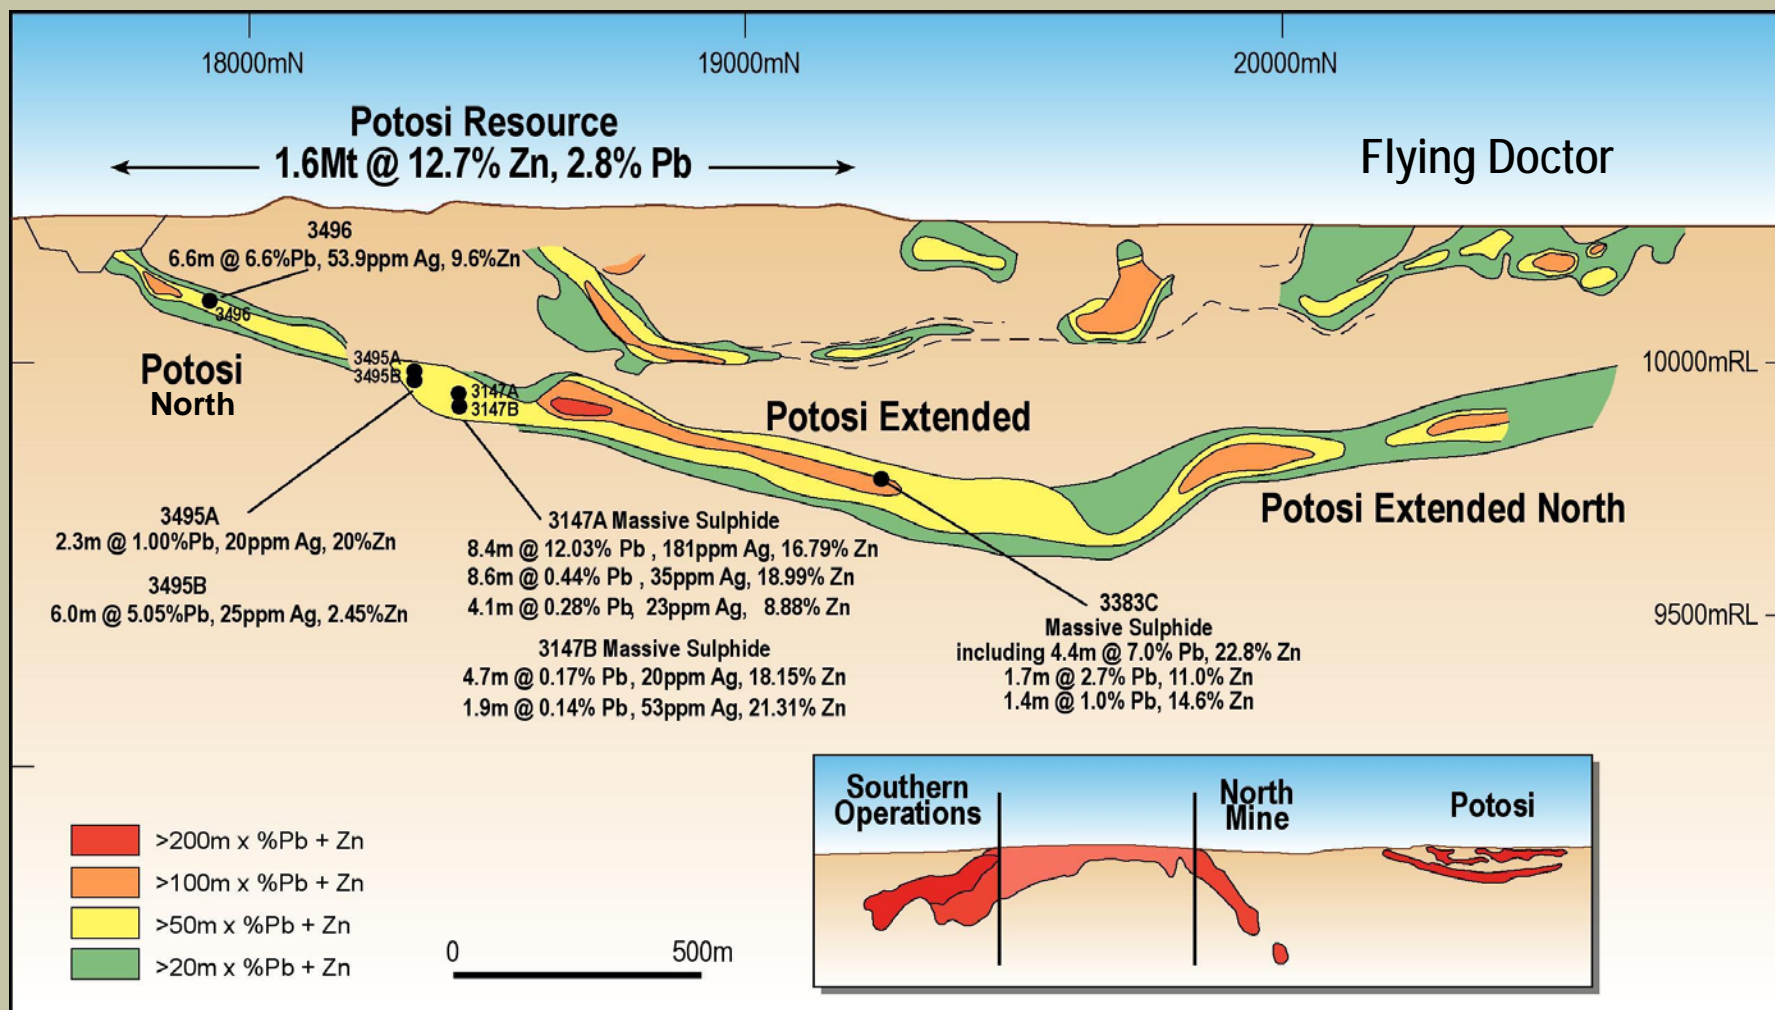 18000mN
19000mN
20000mN
Potosi Resource
1.6Mt @ 12.7% Zn, 2.8% Pb
Flying Doctor
3496
6.6m @ 6.6%Pb, 53.9ppm Ag, 9.6%Zn
3496
Potosi
North
3495A
3495B
3147A
3147B
Potosi Extended
10000mRL
Potosi Extended North
3495A
2.3m @ 1.00%Pb, 20ppm Ag, 20%Zn
3495B
6.0m @ 5.05%Pb, 25ppm Ag, 2.45%Zn
3147A Massive Sulphide
8.4m @ 12.03% Pb , 181ppm Ag, 16.79% Zn
8.6m @ 0.44% Pb , 35ppm Ag, 18.99% Zn
4.1m @ 0.28% Pb, 23ppm Ag, 8.88% Zn
3147B Massive Sulphide
4.7m @ 0.17% Pb, 20ppm Ag, 18.15% Zn
1.9m @ 0.14% Pb, 53ppm Ag, 21.31% Zn
9500mRL
3383C
Massive Sulphide
including 4.4m @ 7.0% Pb, 22.8% Zn
1.7m @ 2.7% Pb, 11.0% Zn
1.4m @ 1.0% Pb, 14.6% Zn
>200m x %Pb + Zn
>100m x %Pb + Zn
>50m x %Pb + Zn
>20m x %Pb + Zn
0
500m
Southern
Operations
North
Mine
Potosi